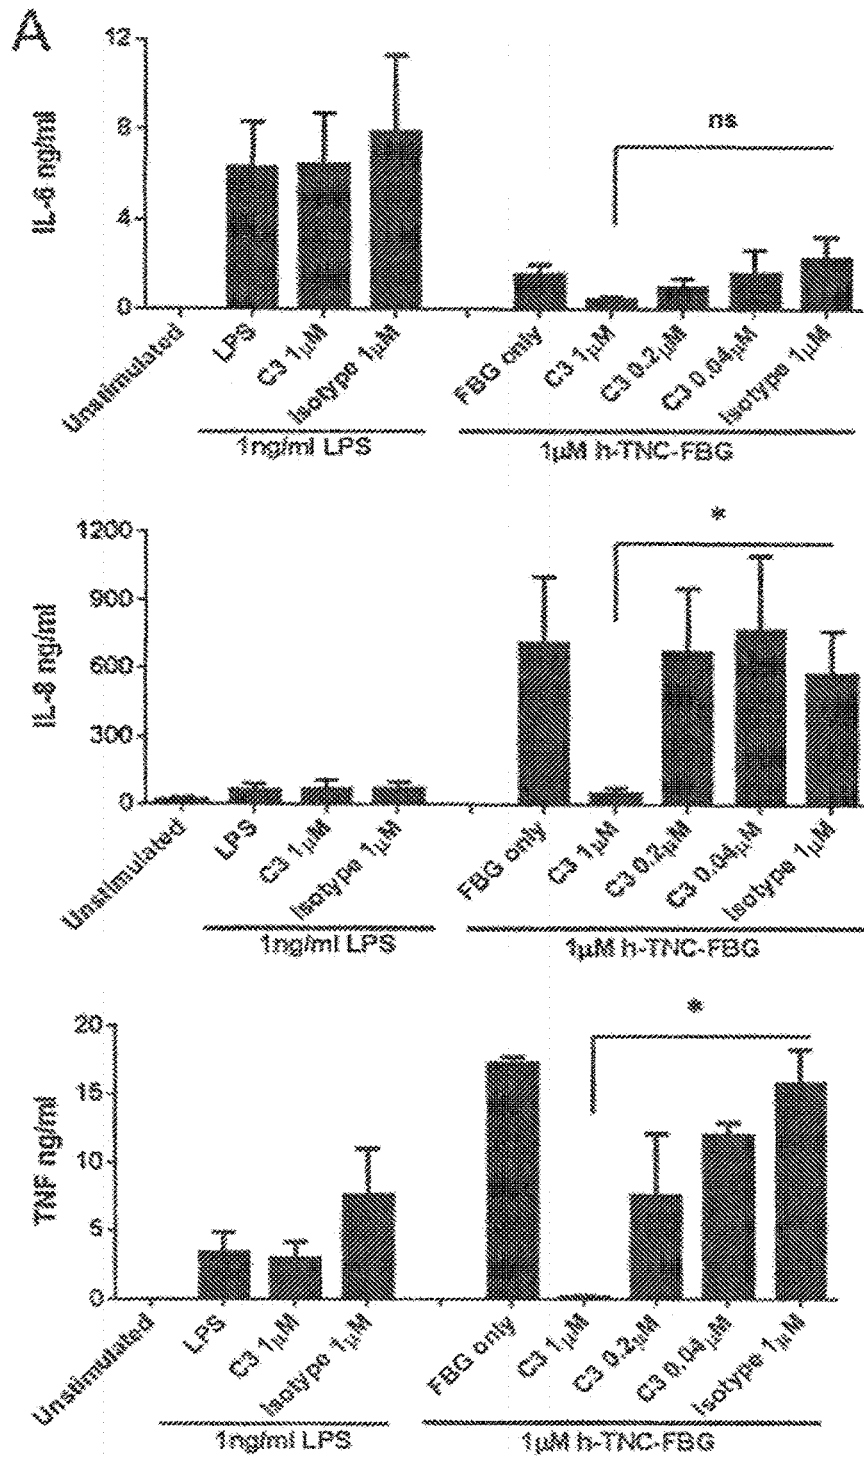 A
IL-6 ng/ml
12
8
4
0
ns
Unstimulated
LPS
C3 1μM
Isotype 1μM
FBG only
C3 1μM
C3 0.2μM
C3 0.04μM
Isotype 1μM
1ng/ml LPS
1μM h-TNC-FBG
IL-8 ng/ml
1200
900
600
300
0
*
Unstimulated
LPS
C3 1μM
Isotype 1μM
FBG only
C3 1μM
C3 0.2μM
C3 0.04μM
Isotype 1μM
1ng/ml LPS
1μM h-TNC-FBG
TNF ng/ml
20
15
10
5
0
*
Unstimulated
LPS
C3 1μM
Isotype 1μM
FBG only
C3 1μM
C3 0.2μM
C3 0.04μM
Isotype 1μM
1ng/ml LPS
1μM h-TNC-FBG